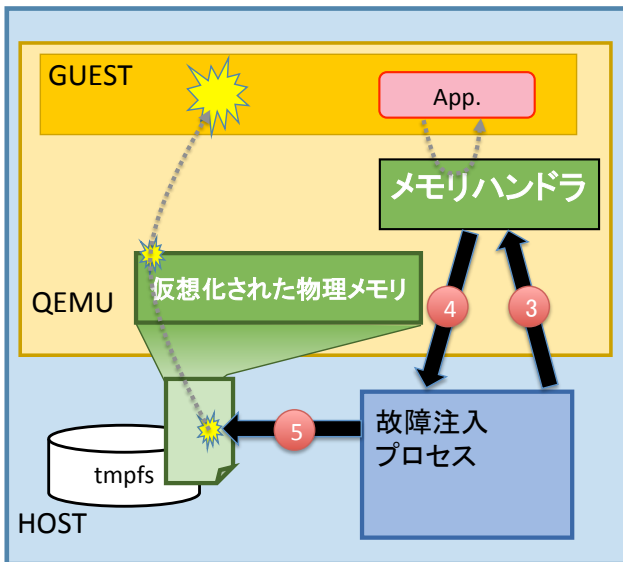 GUEST
App.
メモリハンドラ
仮想化された物理メモリ
QEMU
4
3
故障注入
プロセス
5
tmpfs
HOST